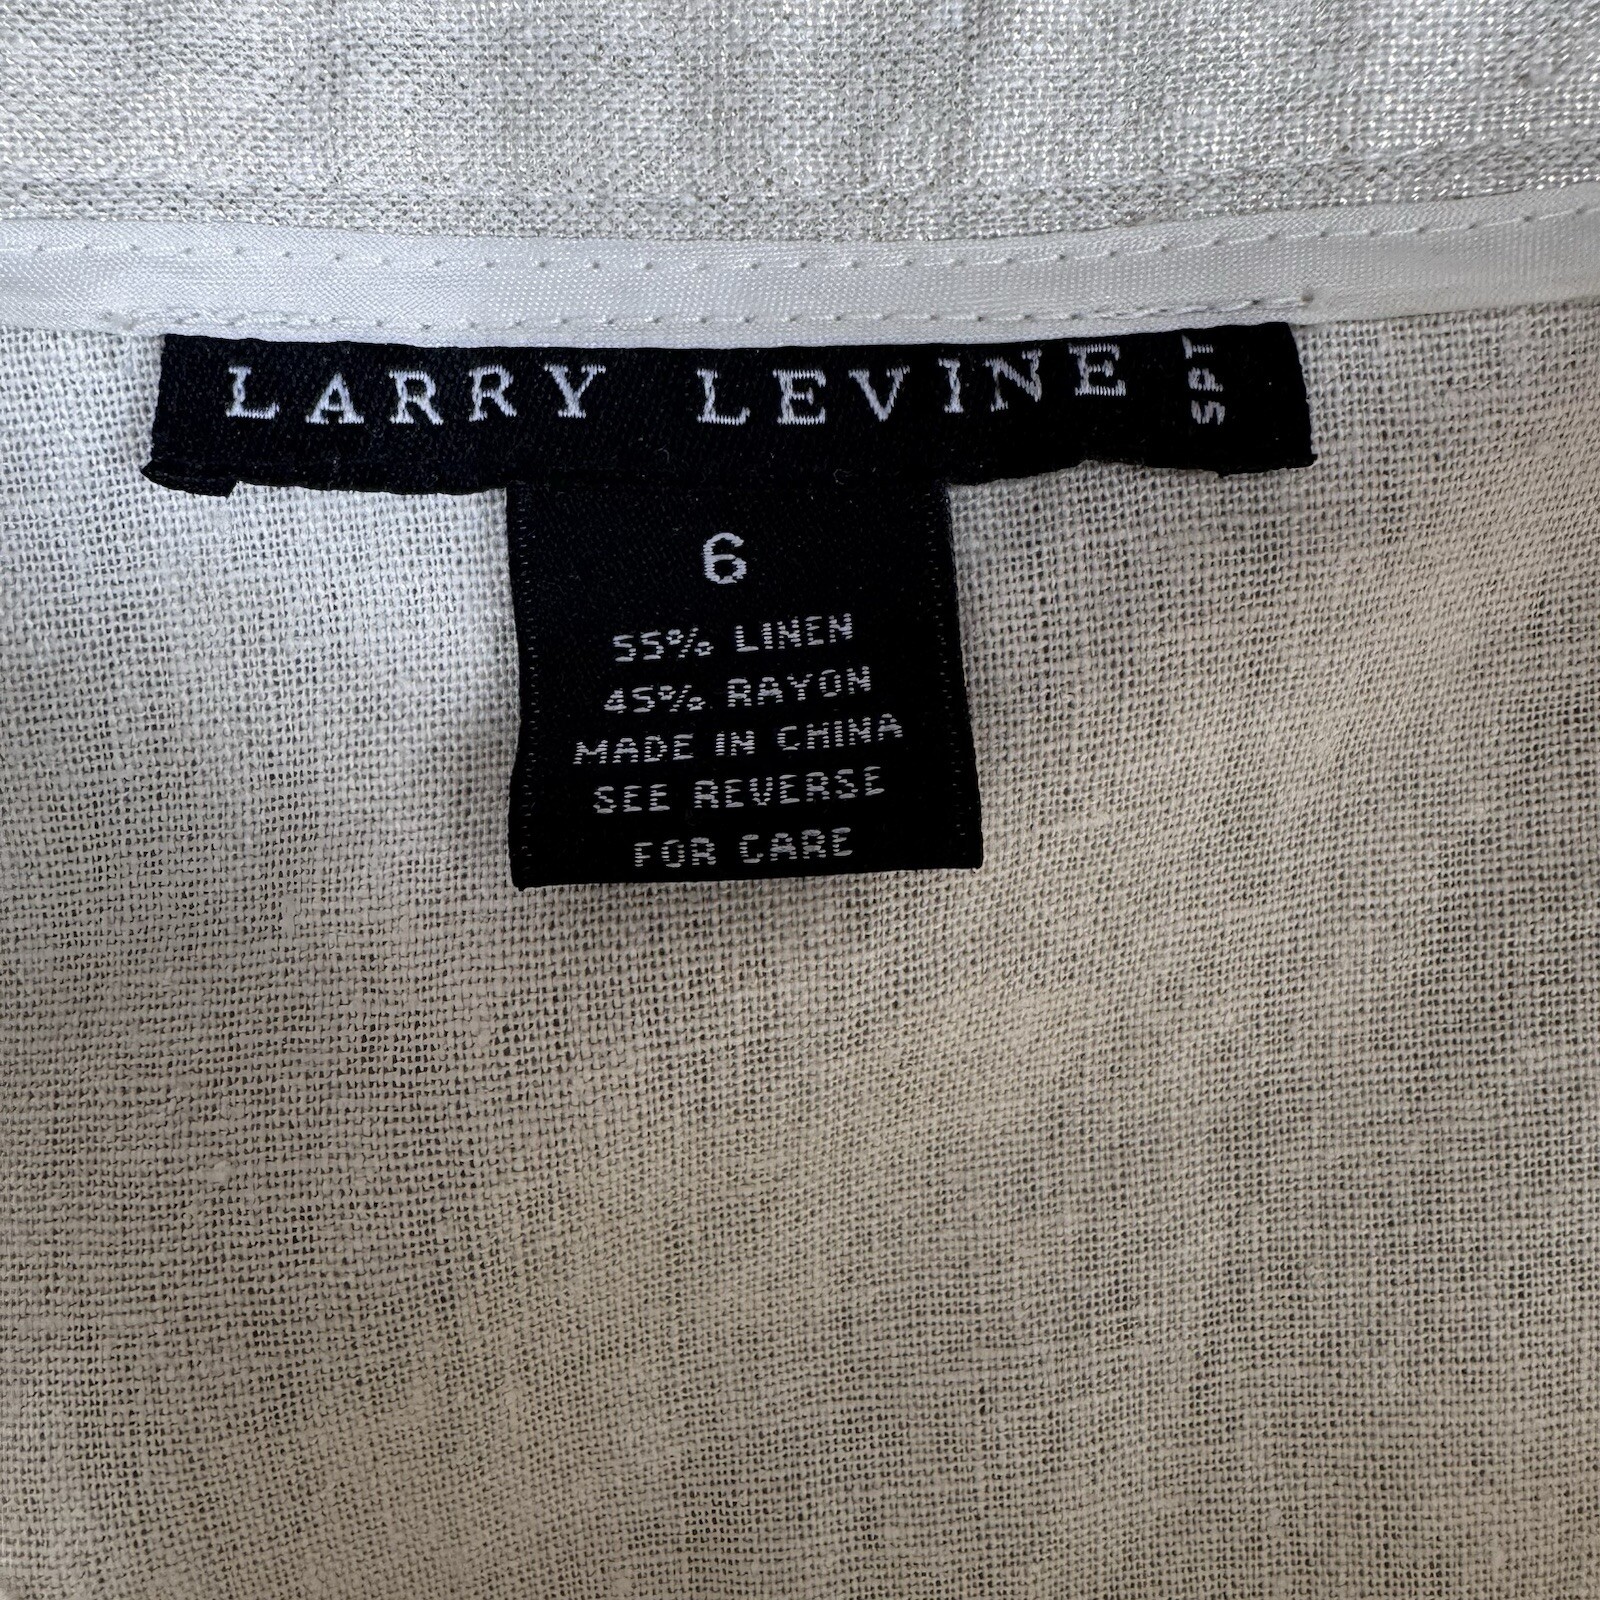 LARRY LEVINE SPT
6
55% LINEN
45% RAYON
MADE IN CHINA
SEE REVERSE
FOR CARE